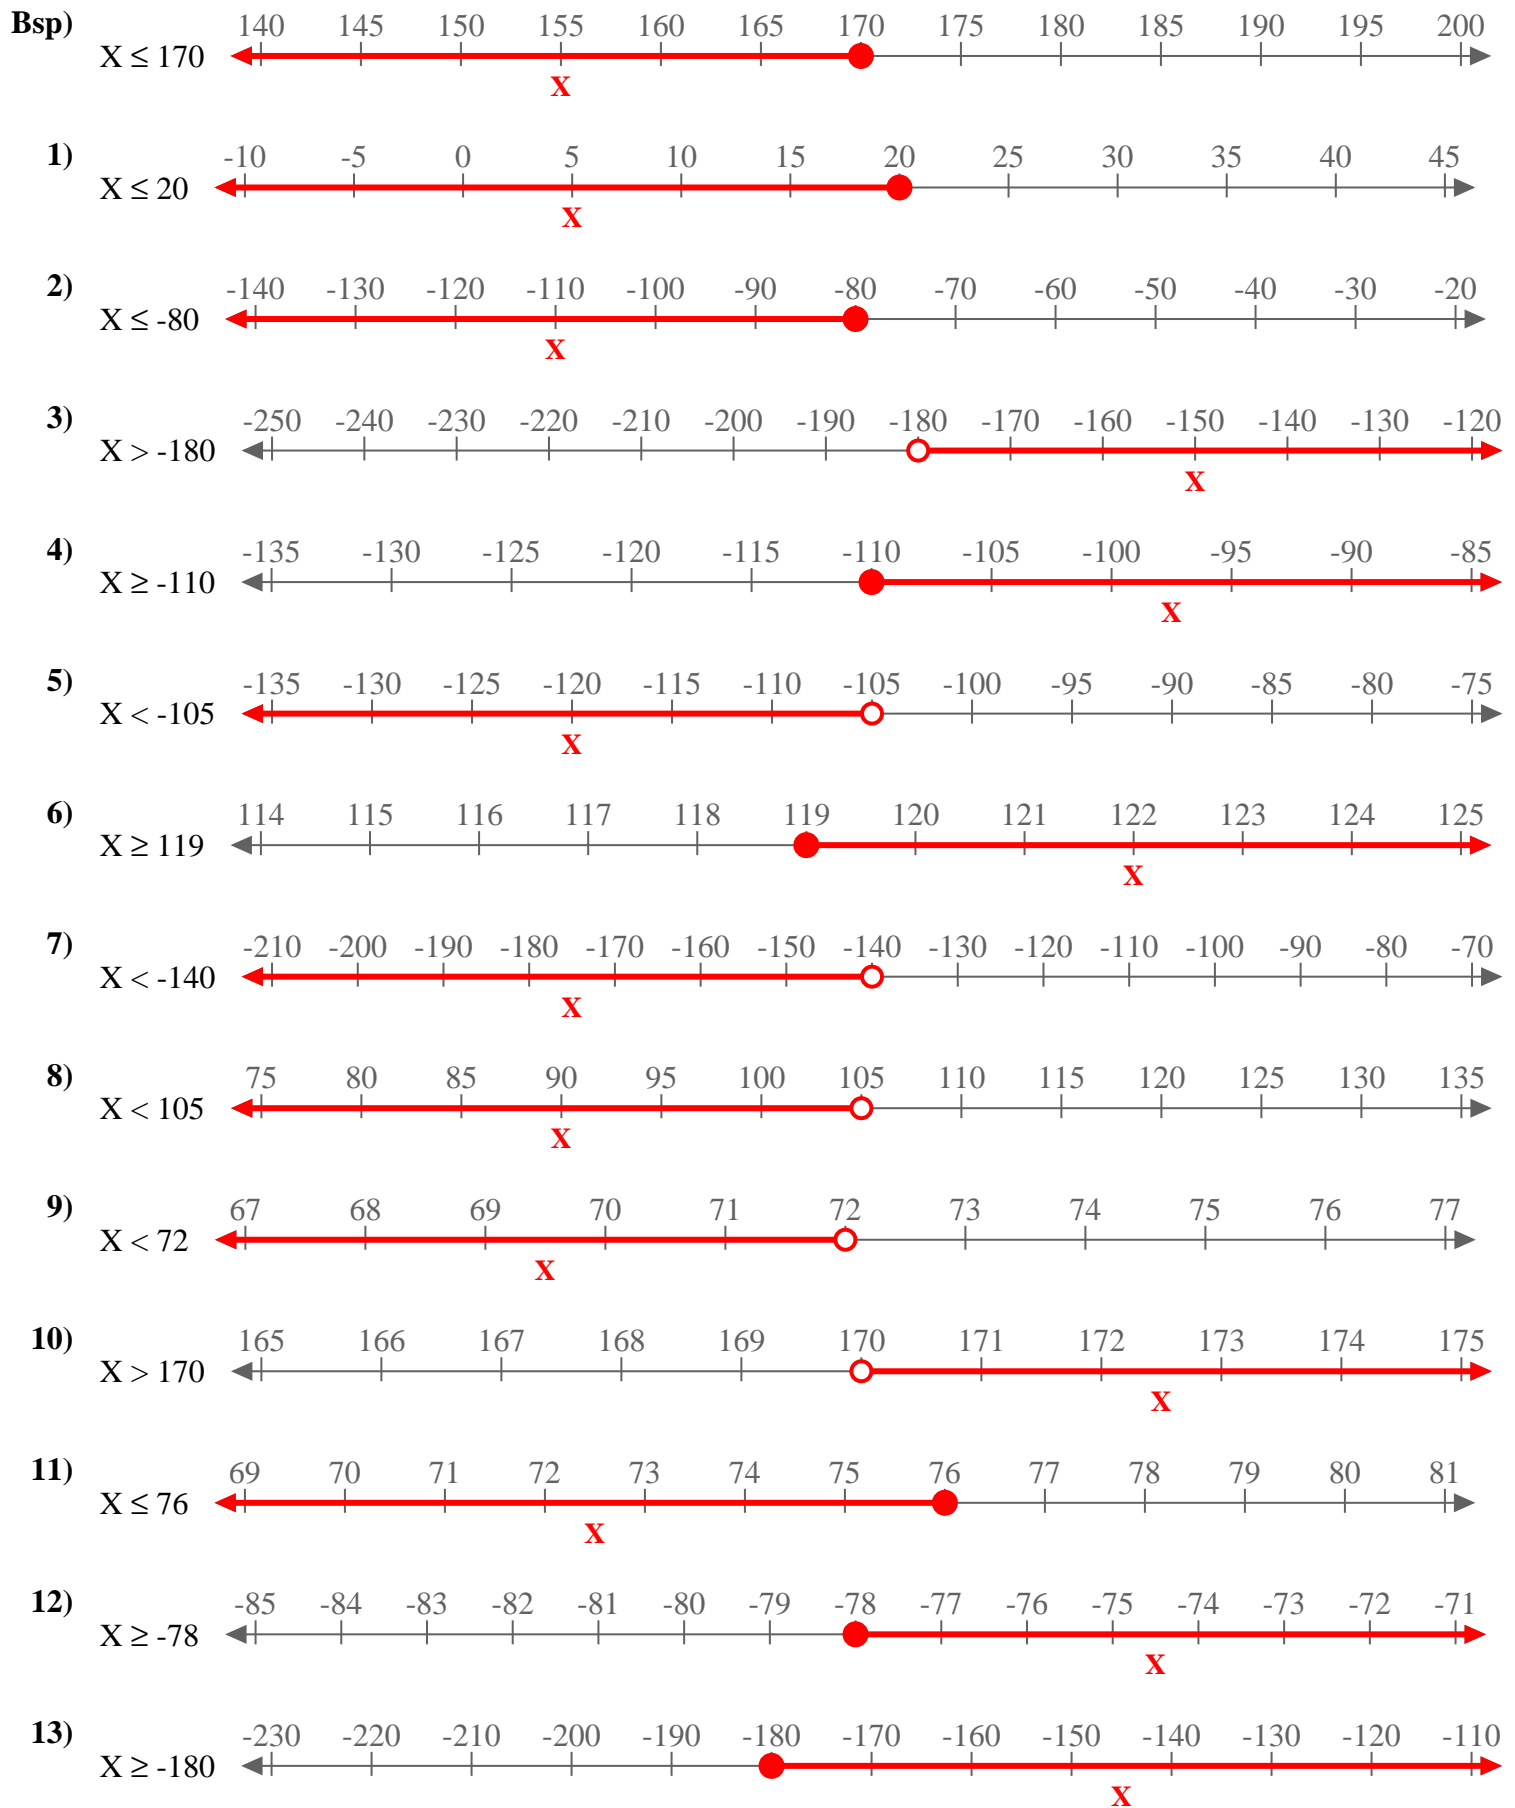 Bsp) 140 145 150 155 160 165 170 175 180 185 190 195 200
X ≤ 170
X
1) -10 -5 0 5 10 15 20 25 30 35 40 45
X ≤ 20
X
2) -140 -130 -120 -110 -100 -90 -80 -70 -60 -50 -40 -30 -20
X ≤ -80
X
3) -250 -240 -230 -220 -210 -200 -190 -180 -170 -160 -150 -140 -130 -120
X > -180
X
4) -135 -130 -125 -120 -115 -110 -105 -100 -95 -90 -85
X ≥ -110
X
5) -135 -130 -125 -120 -115 -110 -105 -100 -95 -90 -85 -80 -75
X < -105
X
6) 114 115 116 117 118 119 120 121 122 123 124 125
X ≥ 119
X
7) -210 -200 -190 -180 -170 -160 -150 -140 -130 -120 -110 -100 -90 -80 -70
X < -140
X
8) 75 80 85 90 95 100 105 110 115 120 125 130 135
X < 105
X
9) 67 68 69 70 71 72 73 74 75 76 77
X < 72
X
10) 165 166 167 168 169 170 171 172 173 174 175
X > 170
X
11) 69 70 71 72 73 74 75 76 77 78 79 80 81
X ≤ 76
X
12) -85 -84 -83 -82 -81 -80 -79 -78 -77 -76 -75 -74 -73 -72 -71
X ≥ -78
X
13) -230 -220 -210 -200 -190 -180 -170 -160 -150 -140 -130 -120 -110
X ≥ -180
X